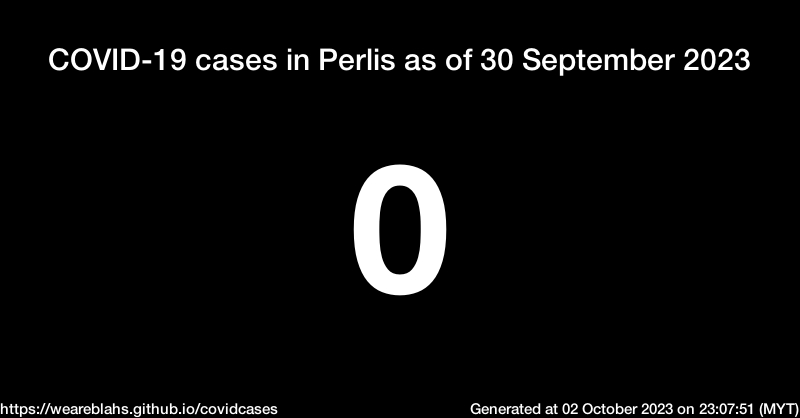 COVID-19 cases in Perlis as of 30 September 2023
0
https://weareblahs.github.io/covidcases
Generated at 02 October 2023 on 23:07:51 (MYT)